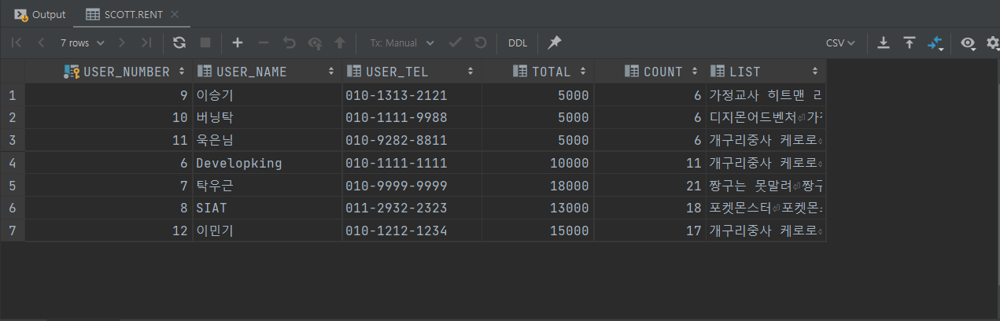 Output SCOTT.RENT
7 rows Tx: Manual DDL CSV
USER_NUMBER USER_NAME USER_TEL TOTAL COUNT LIST
1 9 이승기 010-1313-2121 5000 6 가정교사 히트맨
2 10 버닝탁 010-1111-9988 5000 6 디지몬어드벤처⏎
3 11 욱은님 010-9282-8811 5000 6 개구리중사 케로로
4 6 Developking 010-1111-1111 10000 11 개구리중사 케로로
5 7 탁우근 010-9999-9999 18000 21 짱구는 못말려⏎짱구
6 8 SIAT 011-2932-2323 13000 18 포켓몬스터⏎포켓몬
7 12 이민기 010-1212-1234 15000 17 개구리중사 케로로